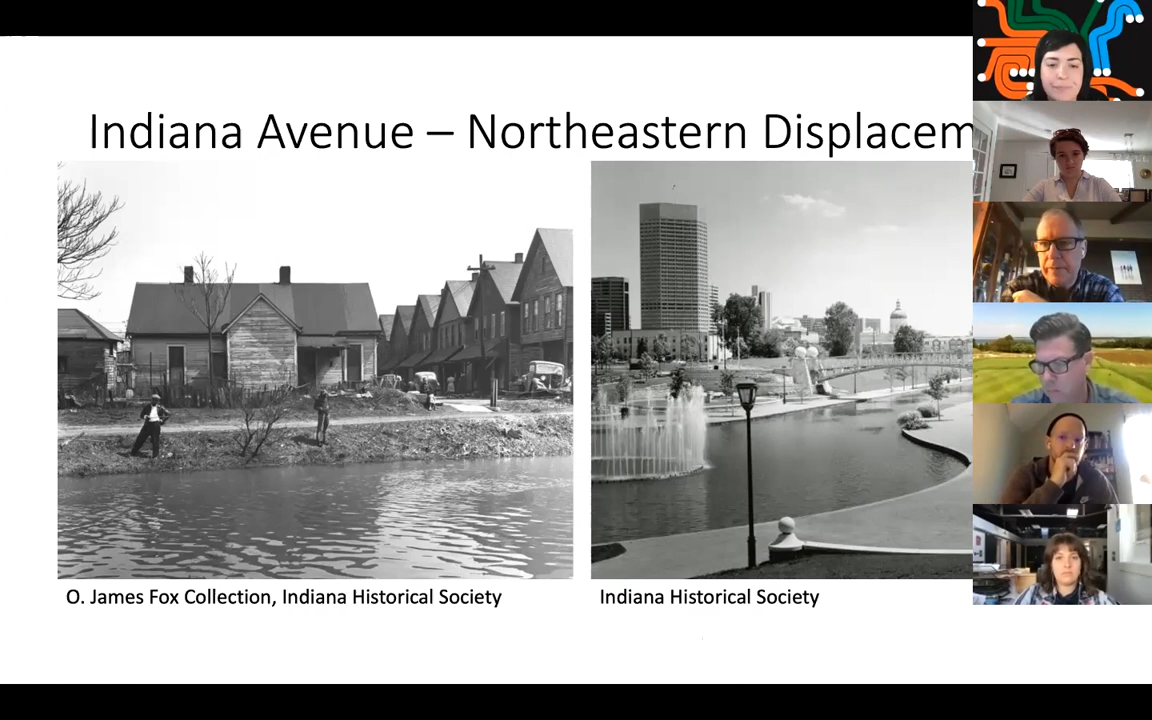 Indiana Avenue – Northeastern Displacem
O. James Fox Collection, Indiana Historical Society
Indiana Historical Society